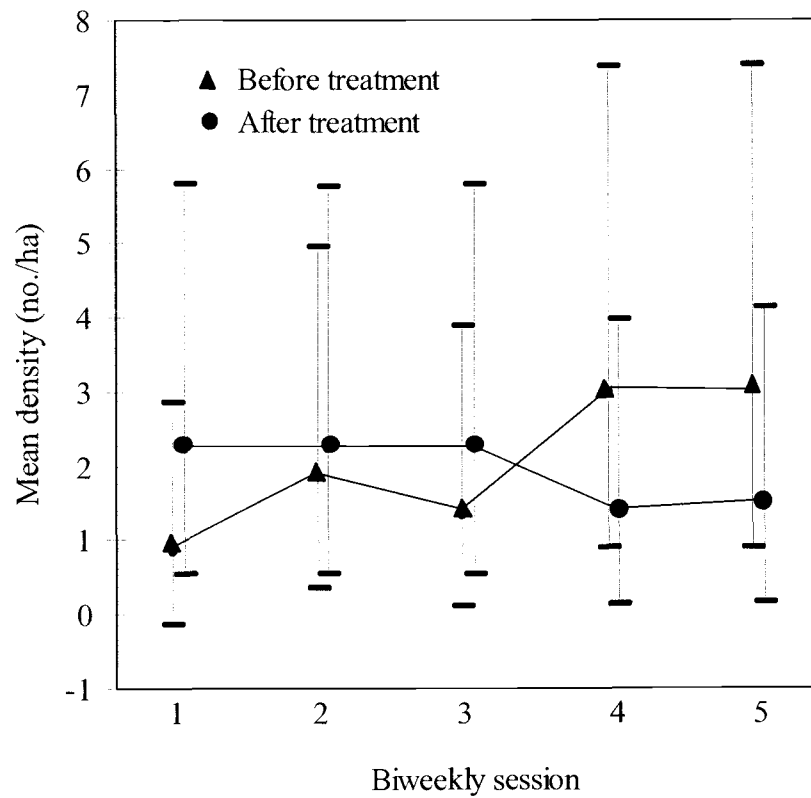 8
Before treatment
7
After treatment
6
5
4
3
2
1
0
-1
Mean density (no./ha)
1 2 3 4 5
Biweekly session